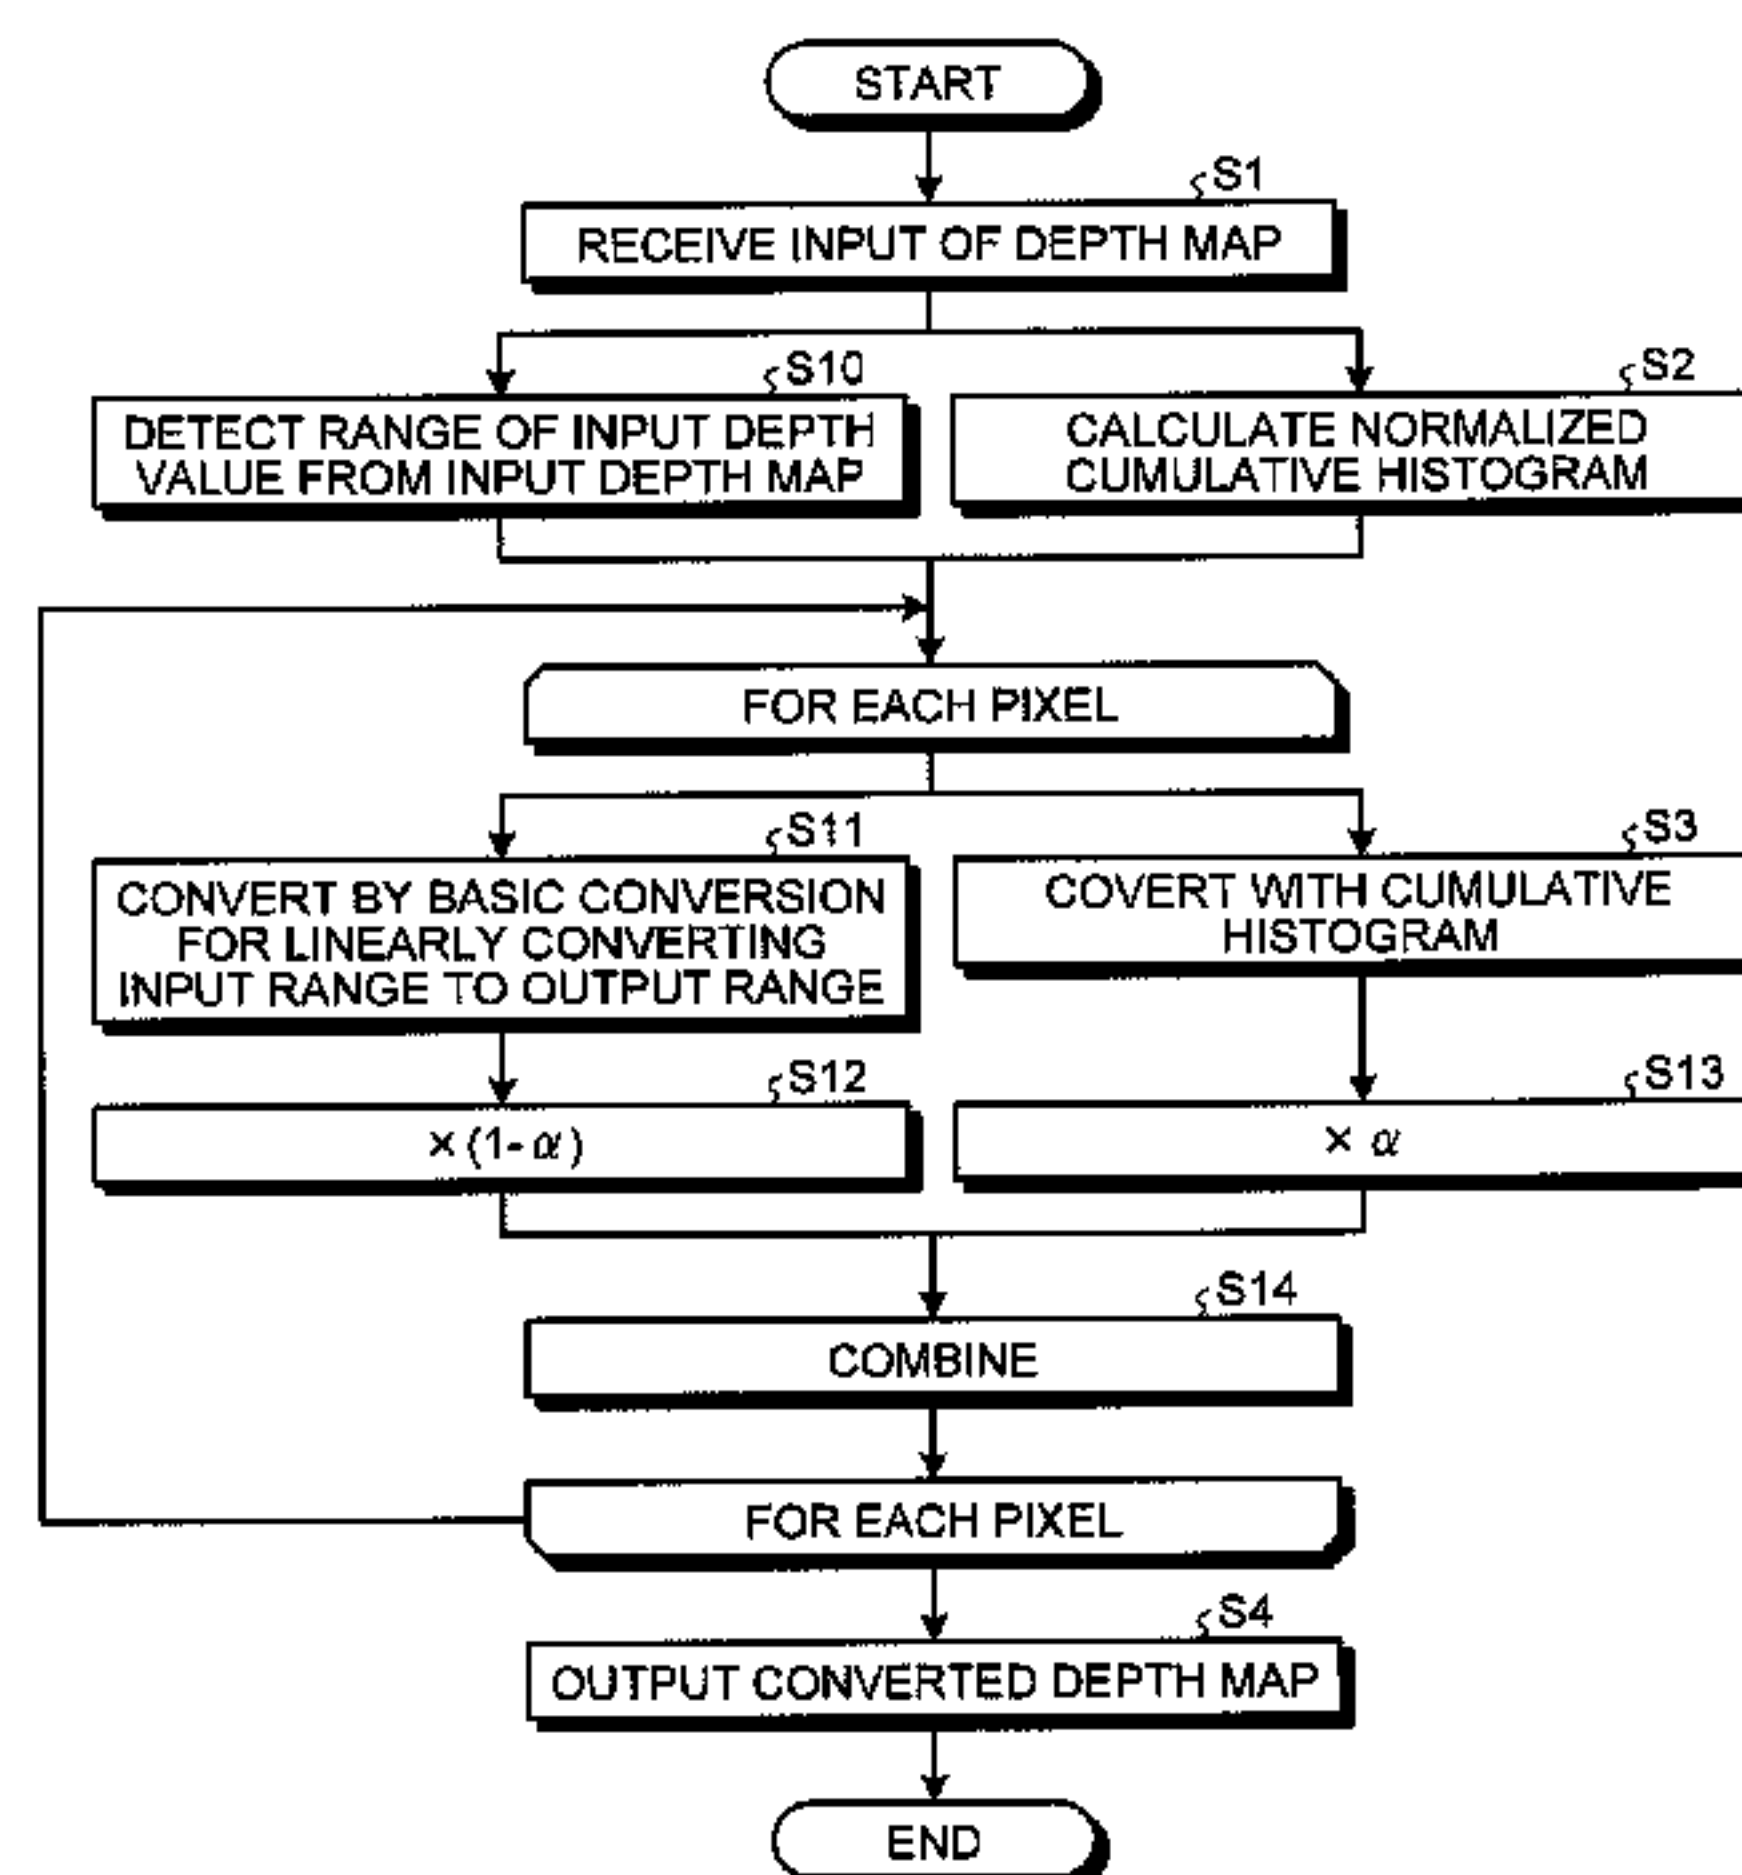 START
S1
RECEIVE INPUT OF DEPTH MAP
S10
DETECT RANGE OF INPUT DEPTH
VALUE FROM INPUT DEPTH MAP
S2
CALCULATE NORMALIZED
CUMULATIVE HISTOGRAM
FOR EACH PIXEL
S11
CONVERT BY BASIC CONVERSION
FOR LINEARLY CONVERTING
INPUT RANGE TO OUTPUT RANGE
S3
COVERT WITH CUMULATIVE
HISTOGRAM
S12
×(1-α)
S13
× α
S14
COMBINE
FOR EACH PIXEL
S4
OUTPUT CONVERTED DEPTH MAP
END